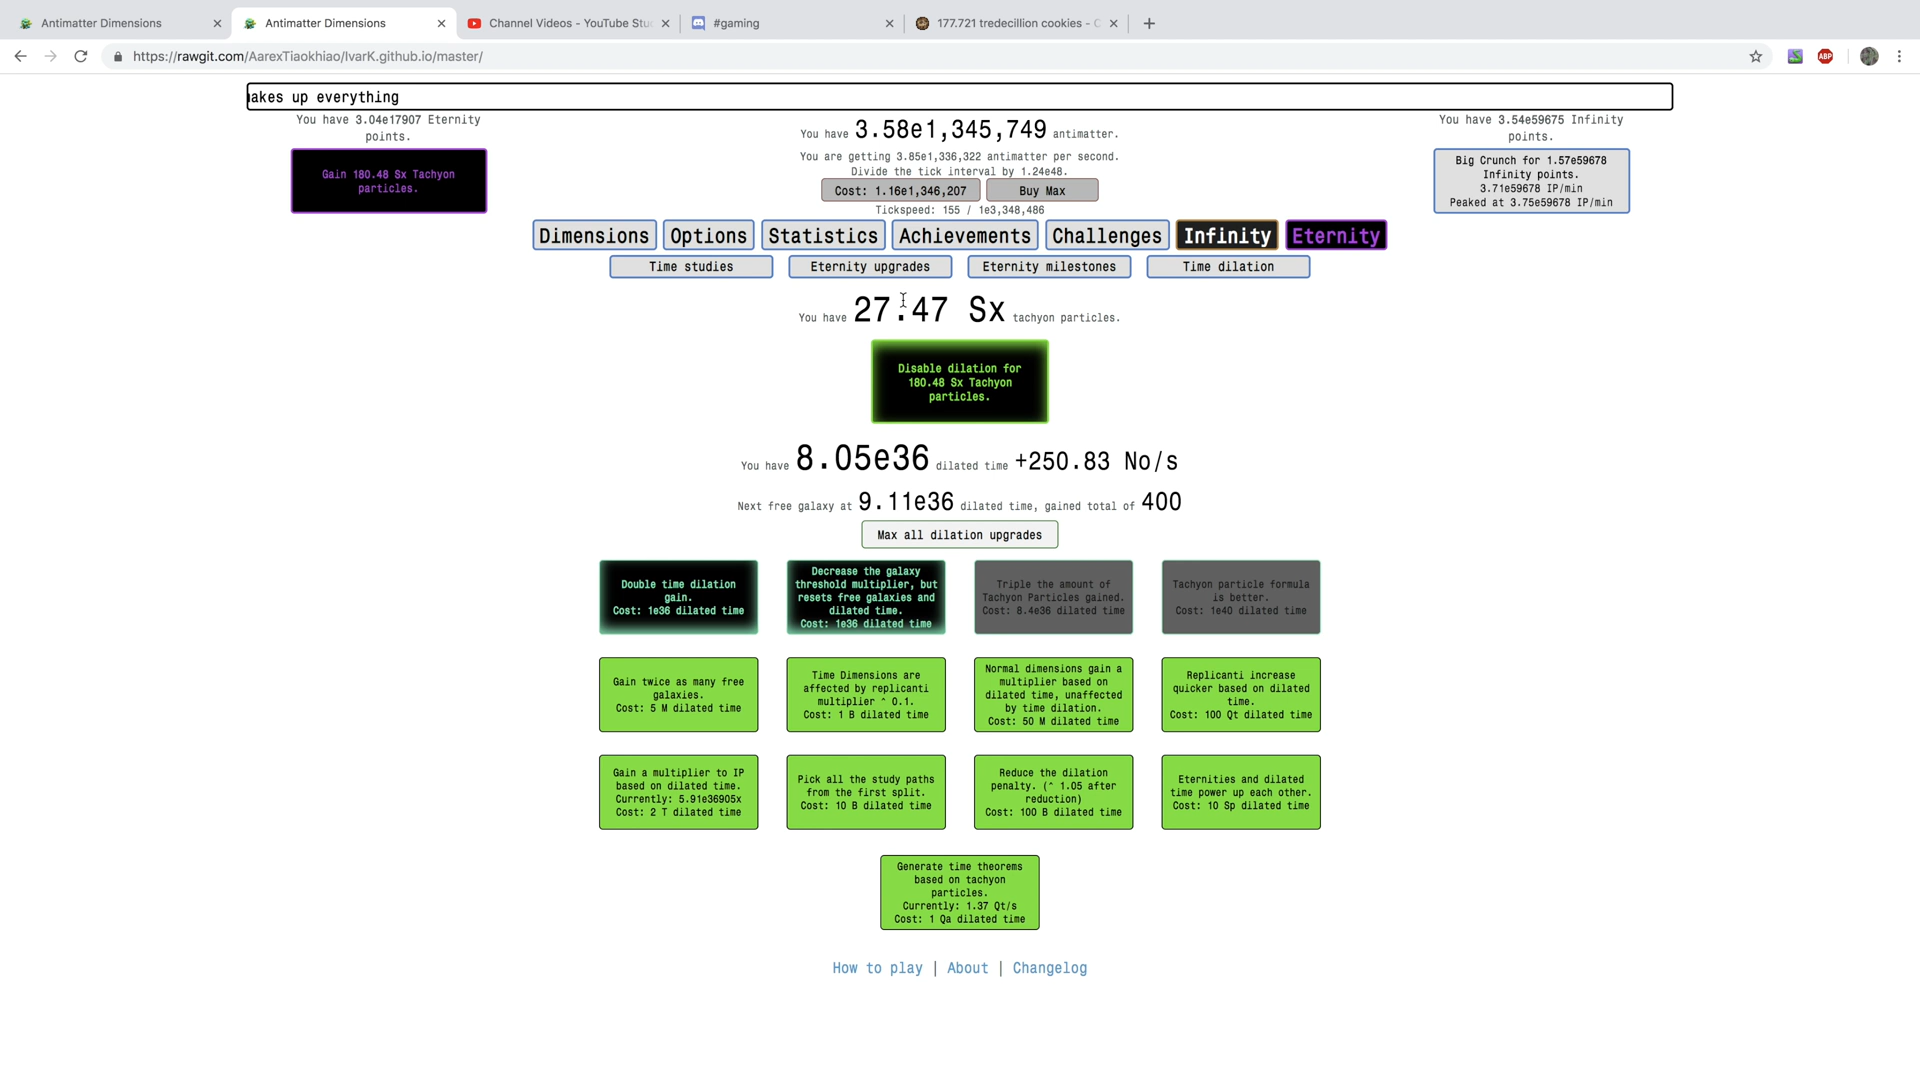 Antimatter Dimensions
Antimatter Dimensions
Channel Videos - YouTube Stu
#gaming
177.721 tredecillion cookies - C
https://rawgit.com/AarexTiaokhiao/IvarK.github.io/master/
ABP
akes up everything
You have 3.04e17907 Eternity
points.
Gain 180.48 Sx Tachyon
particles.
You have 3.58e1,345,749 antimatter.
You are getting 3.85e1,336,322 antimatter per second.
Divide the tick interval by 1.24e48.
Cost: 1.16e1,346,207
Buy Max
Tickspeed: 155 / 1e3,348,486
You have 3.54e59675 Infinity
points.
Big Crunch for 1.57e59678
Infinity points.
3.71e59678 IP/min
Peaked at 3.75e59678 IP/min
Dimensions
Options
Statistics
Achievements
Challenges
Infinity
Eternity
Time studies
Eternity upgrades
Eternity milestones
Time dilation
You have 27.47 Sx tachyon particles.
Disable dilation for
180.48 Sx Tachyon
particles.
You have 8.05e36 dilated time +250.83 No/s
Next free galaxy at 9.11e36 dilated time, gained total of 400
Max all dilation upgrades
Double time dilation
gain.
Cost: 1e36 dilated time
Decrease the galaxy
threshold multiplier, but
resets free galaxies and
dilated time.
Cost: 1e36 dilated time
Triple the amount of
Tachyon Particles gained.
Cost: 8.4e36 dilated time
Tachyon particle formula
is better.
Cost: 1e40 dilated time
Gain twice as many free
galaxies.
Cost: 5 M dilated time
Time Dimensions are
affected by replicanti
multiplier ^ 0.1.
Cost: 1 B dilated time
Normal dimensions gain a
multiplier based on
dilated time, unaffected
by time dilation.
Cost: 50 M dilated time
Replicanti increase
quicker based on dilated
time.
Cost: 100 Qt dilated time
Gain a multiplier to IP
based on dilated time.
Currently: 5.91e36905x
Cost: 2 T dilated time
Pick all the study paths
from the first split.
Cost: 10 B dilated time
Reduce the dilation
penalty. (^ 1.05 after
reduction)
Cost: 100 B dilated time
Eternities and dilated
time power up each other.
Cost: 10 Sp dilated time
Generate time theorems
based on tachyon
particles.
Currently: 1.37 Qt/s
Cost: 1 Qa dilated time
How to play | About | Changelog